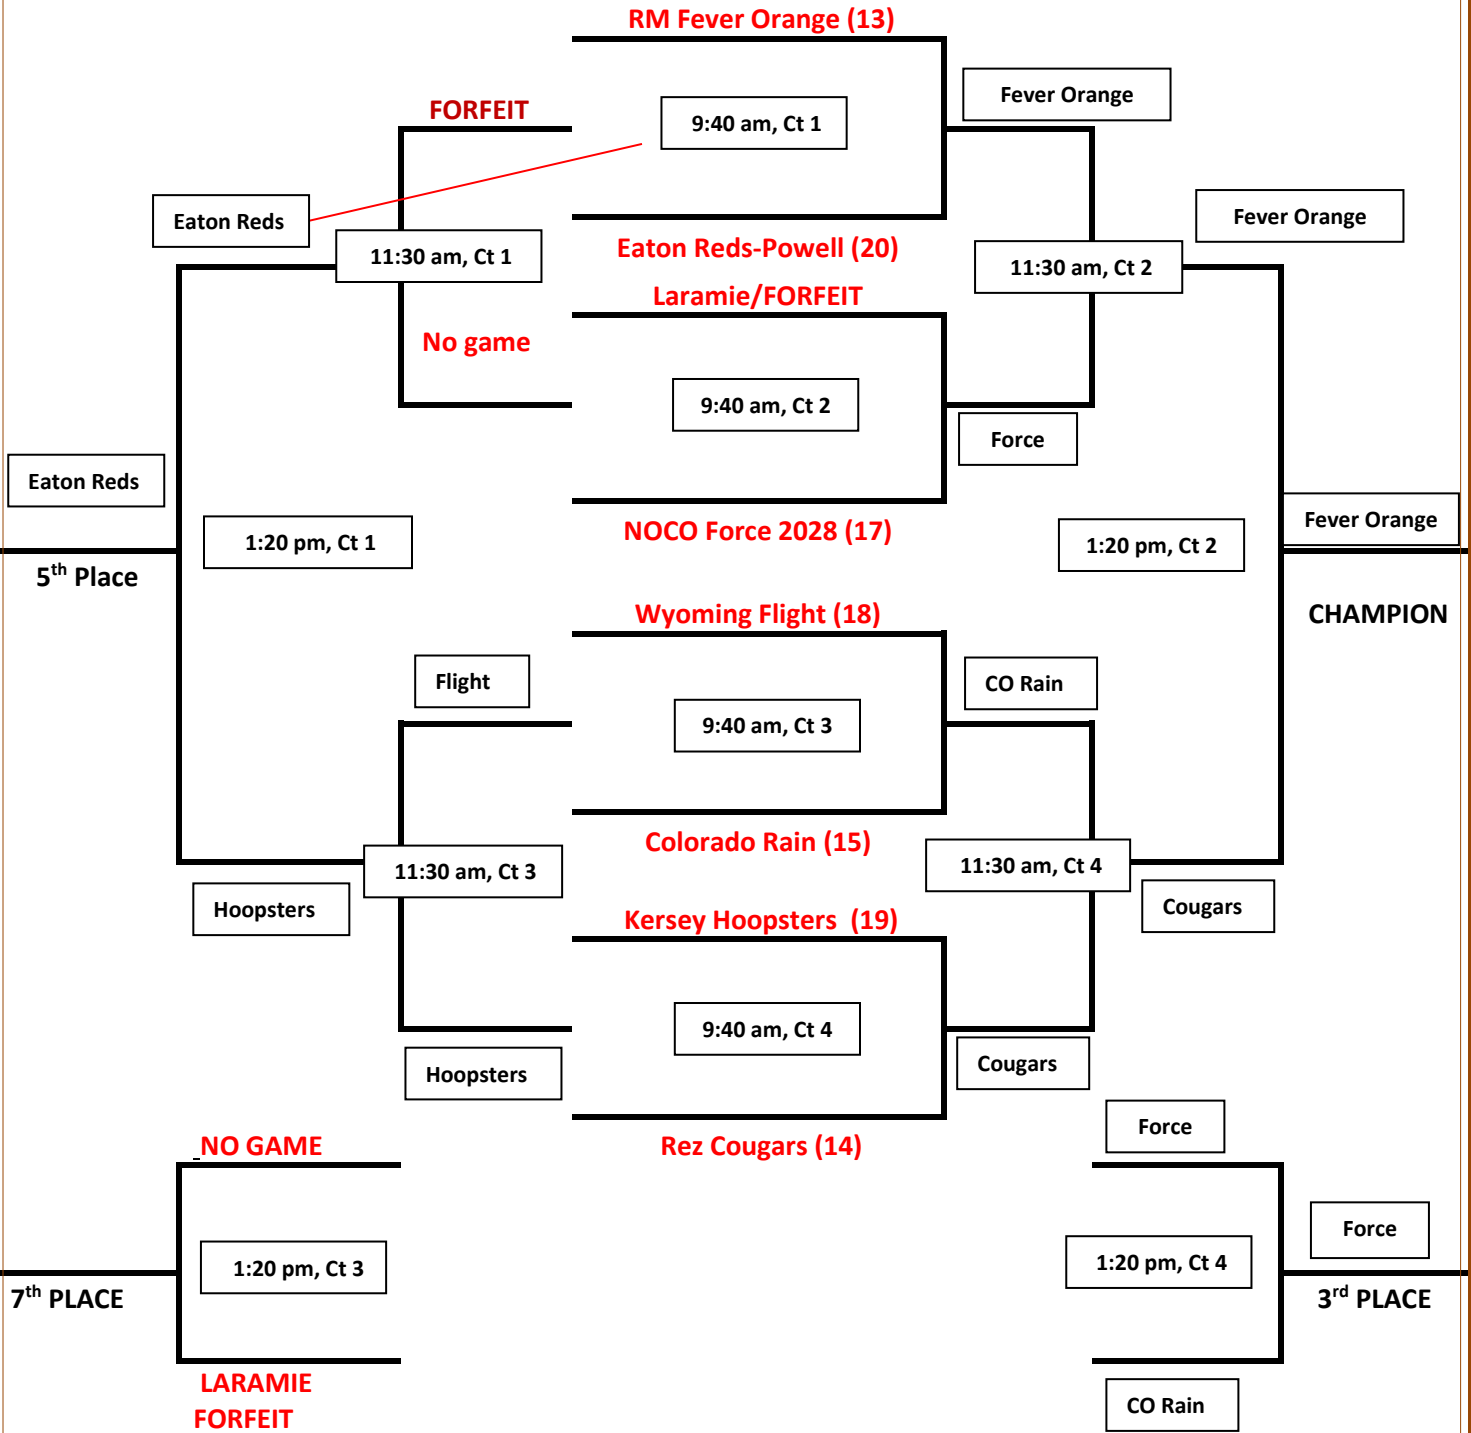 RM Fever Orange (13)
Fever Orange
FORFEIT
9:40 am, Ct 1
Eaton Reds
Fever Orange
11:30 am, Ct 1
Eaton Reds-Powell (20)
11:30 am, Ct 2
Laramie/FORFEIT
No game
9:40 am, Ct 2
Force
Eaton Reds
Fever Orange
NOCO Force 2028 (17)
1:20 pm, Ct 1
1:20 pm, Ct 2
5th Place
Wyoming Flight (18)
CHAMPION
Flight
CO Rain
9:40 am, Ct 3
Colorado Rain (15)
11:30 am, Ct 3
11:30 am, Ct 4
Hoopsters
Kersey Hoopsters  (19)
Cougars
9:40 am, Ct 4
Hoopsters
Cougars
Force
NO GAME
Rez Cougars (14)
Force
1:20 pm, Ct 3
1:20 pm, Ct 4
7th PLACE
3rd PLACE
LARAMIE
FORFEIT
CO Rain